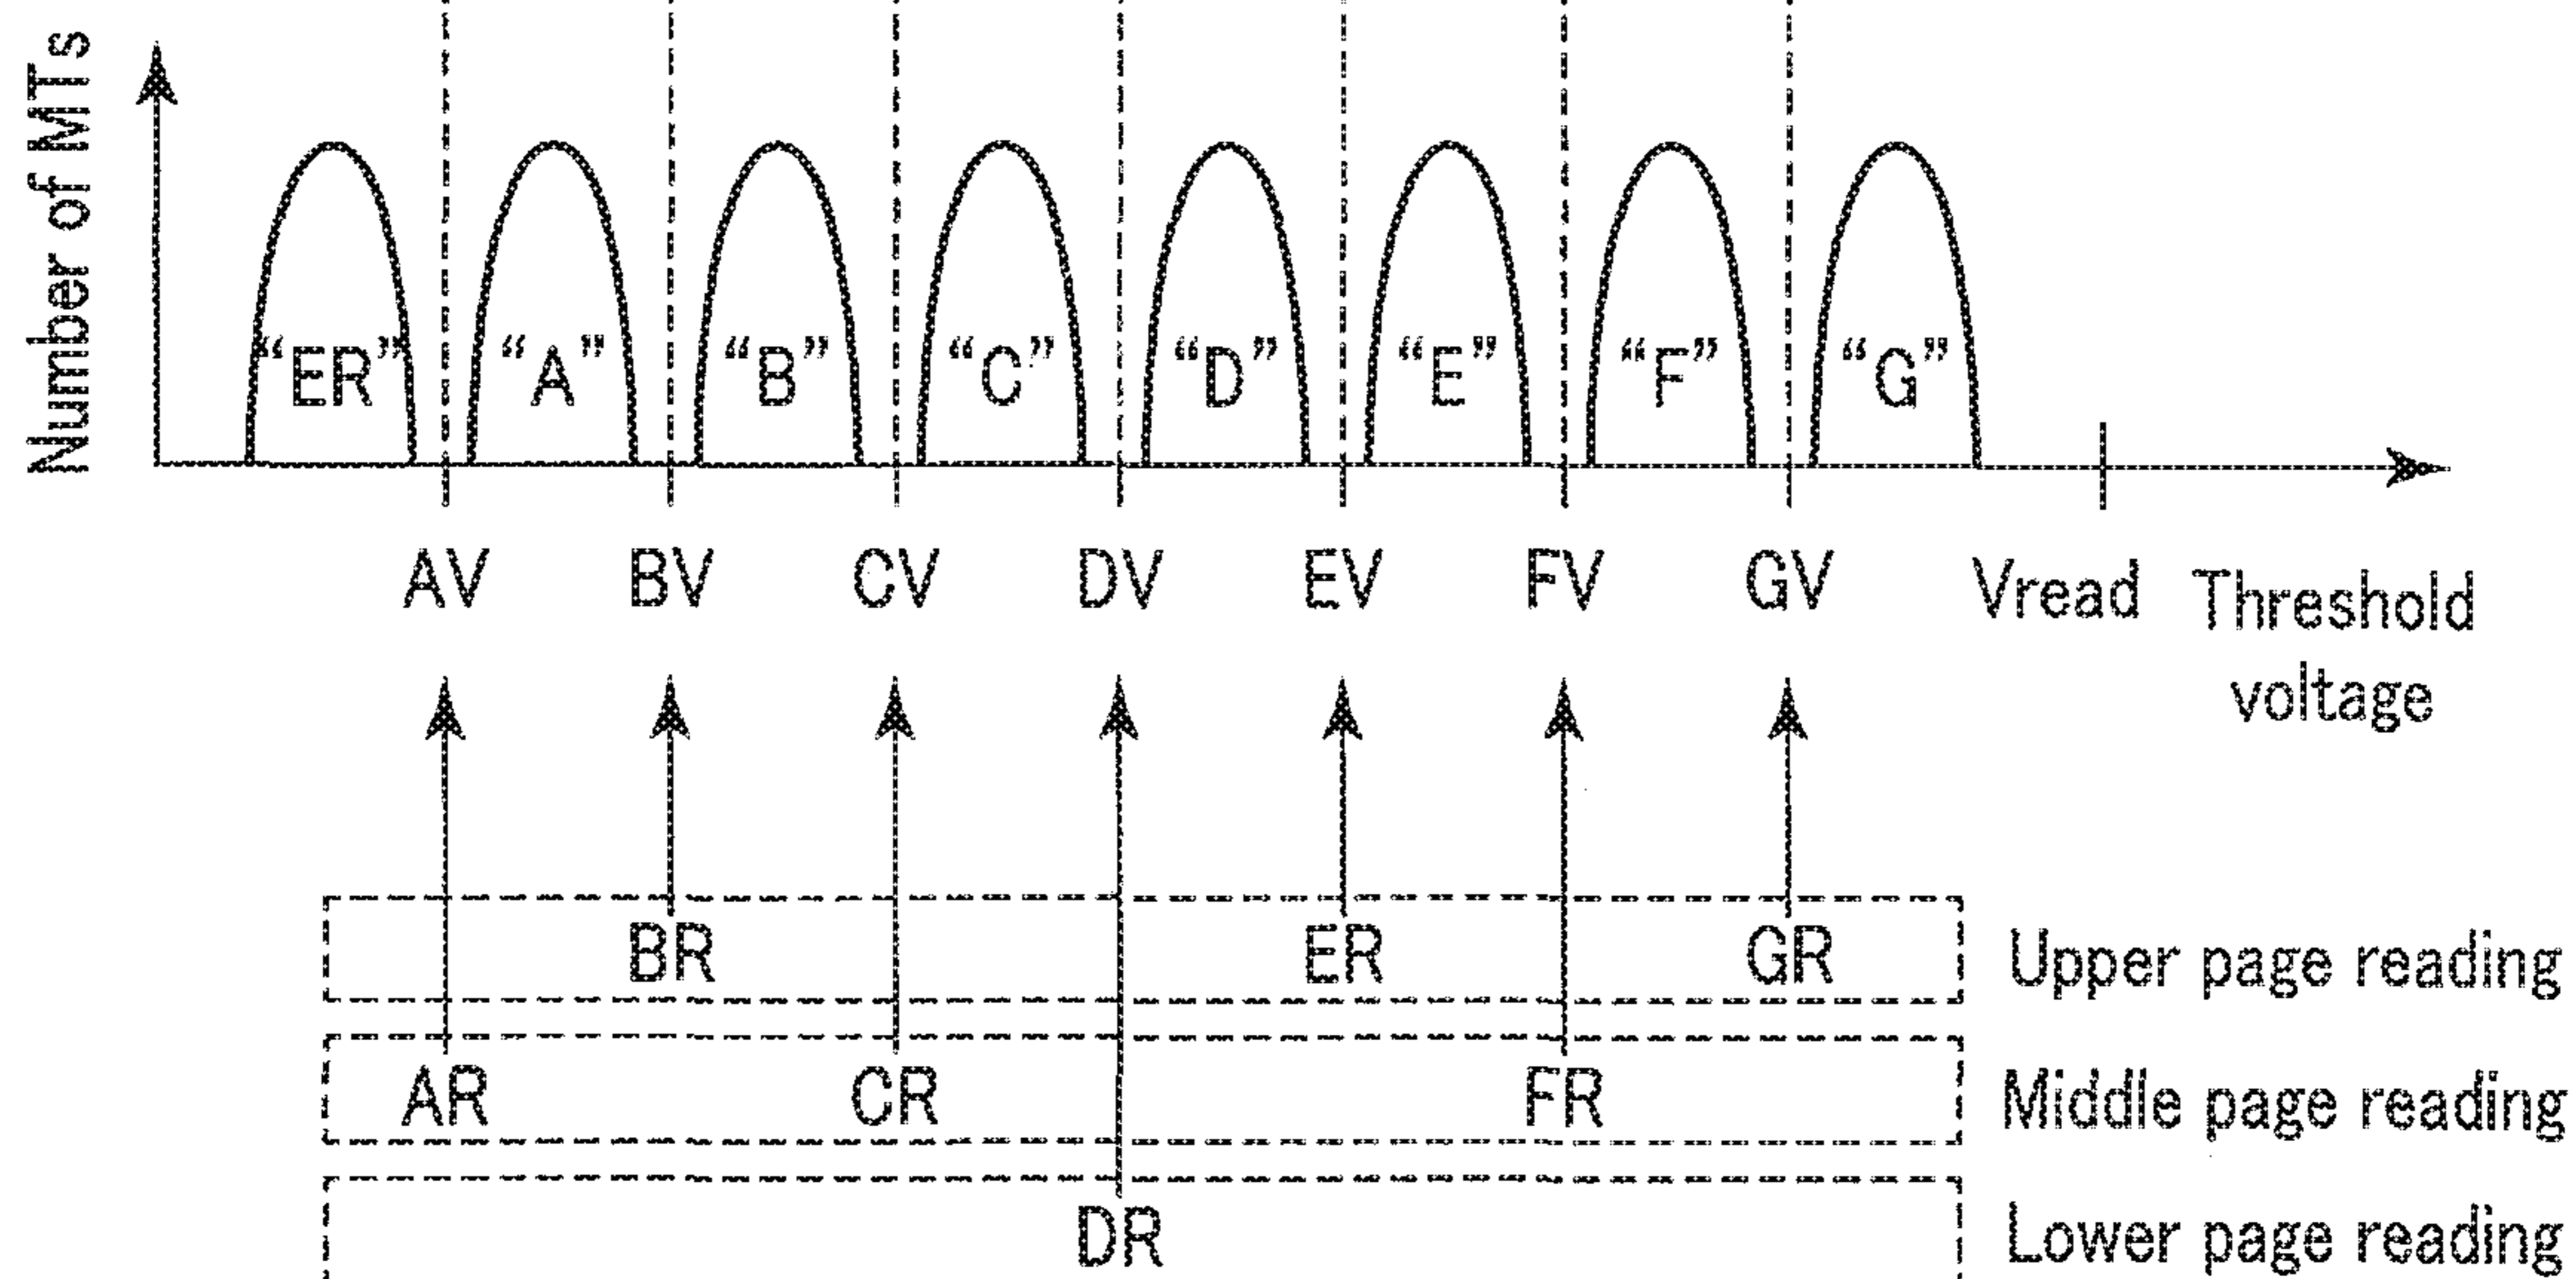 Number of MTs
“ER” “A” “B” “C” “D” “E” “F” “G”
AV BV CV DV EV FV GV Vread Threshold
voltage
BR ER GR Upper page reading
AR CR FR Middle page reading
DR Lower page reading